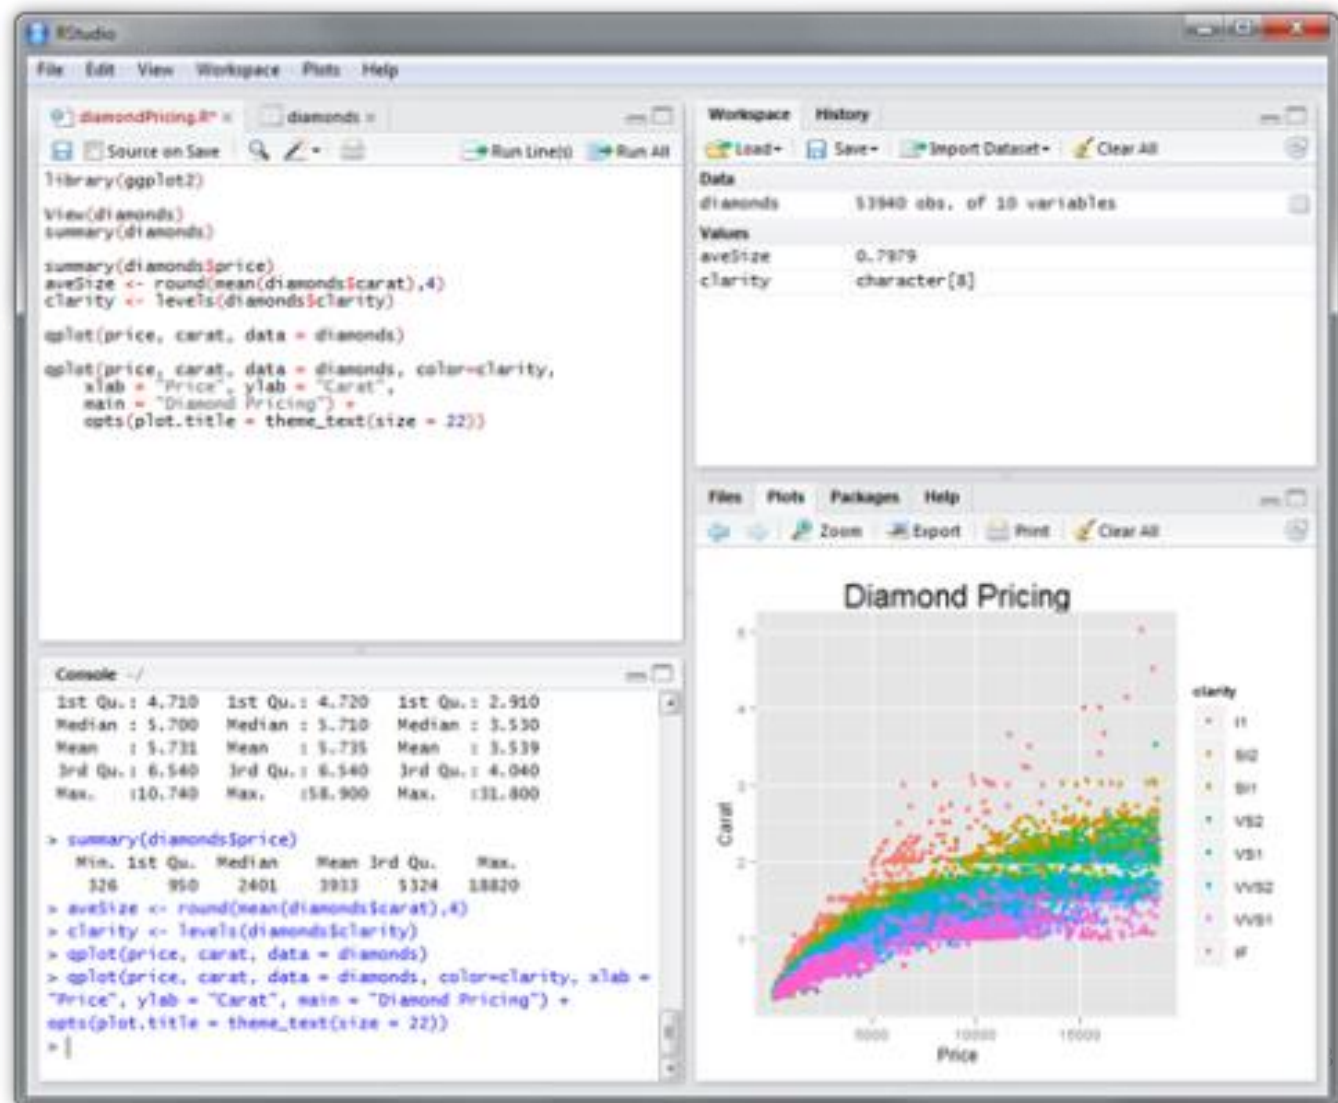 RStudio
File Edit View Workspace Plots Help
diamondPricing.R* × diamonds ×
Source on Save Run Line(s) Run All
library(ggplot2)
View(diamonds)
summary(diamonds)
summary(diamonds$price)
aveSize <- round(mean(diamonds$carat),4)
clarity <- levels(diamonds$clarity)
qplot(price, carat, data = diamonds)
qplot(price, carat, data = diamonds, color=clarity,
xlab = "Price", ylab = "Carat",
main = "Diamond Pricing") +
opts(plot.title = theme_text(size = 22))
Console ~/
1st Qu.: 4.710 1st Qu.: 4.720 1st Qu.: 2.910
Median : 5.700 Median : 5.710 Median : 3.530
Mean : 5.731 Mean : 5.735 Mean : 3.539
3rd Qu.: 6.540 3rd Qu.: 6.540 3rd Qu.: 4.040
Max. :10.740 Max. :58.900 Max. :31.800
> summary(diamonds$price)
Min. 1st Qu. Median Mean 3rd Qu. Max.
326 950 2401 3933 5324 18820
> aveSize <- round(mean(diamonds$carat),4)
> clarity <- levels(diamonds$clarity)
> qplot(price, carat, data = diamonds)
> qplot(price, carat, data = diamonds, color=clarity, xlab =
"Price", ylab = "Carat", main = "Diamond Pricing") +
opts(plot.title = theme_text(size = 22))
>
Workspace History
Load Save Import Dataset Clear All
Data
diamonds 53940 obs. of 10 variables
Values
aveSize 0.7979
clarity character[8]
Files Plots Packages Help
Zoom Export Print Clear All
Diamond Pricing
Carat
5
4
3
2
1
5000 10000 15000
Price
clarity
I1
SI2
SI1
VS2
VS1
VVS2
VVS1
IF